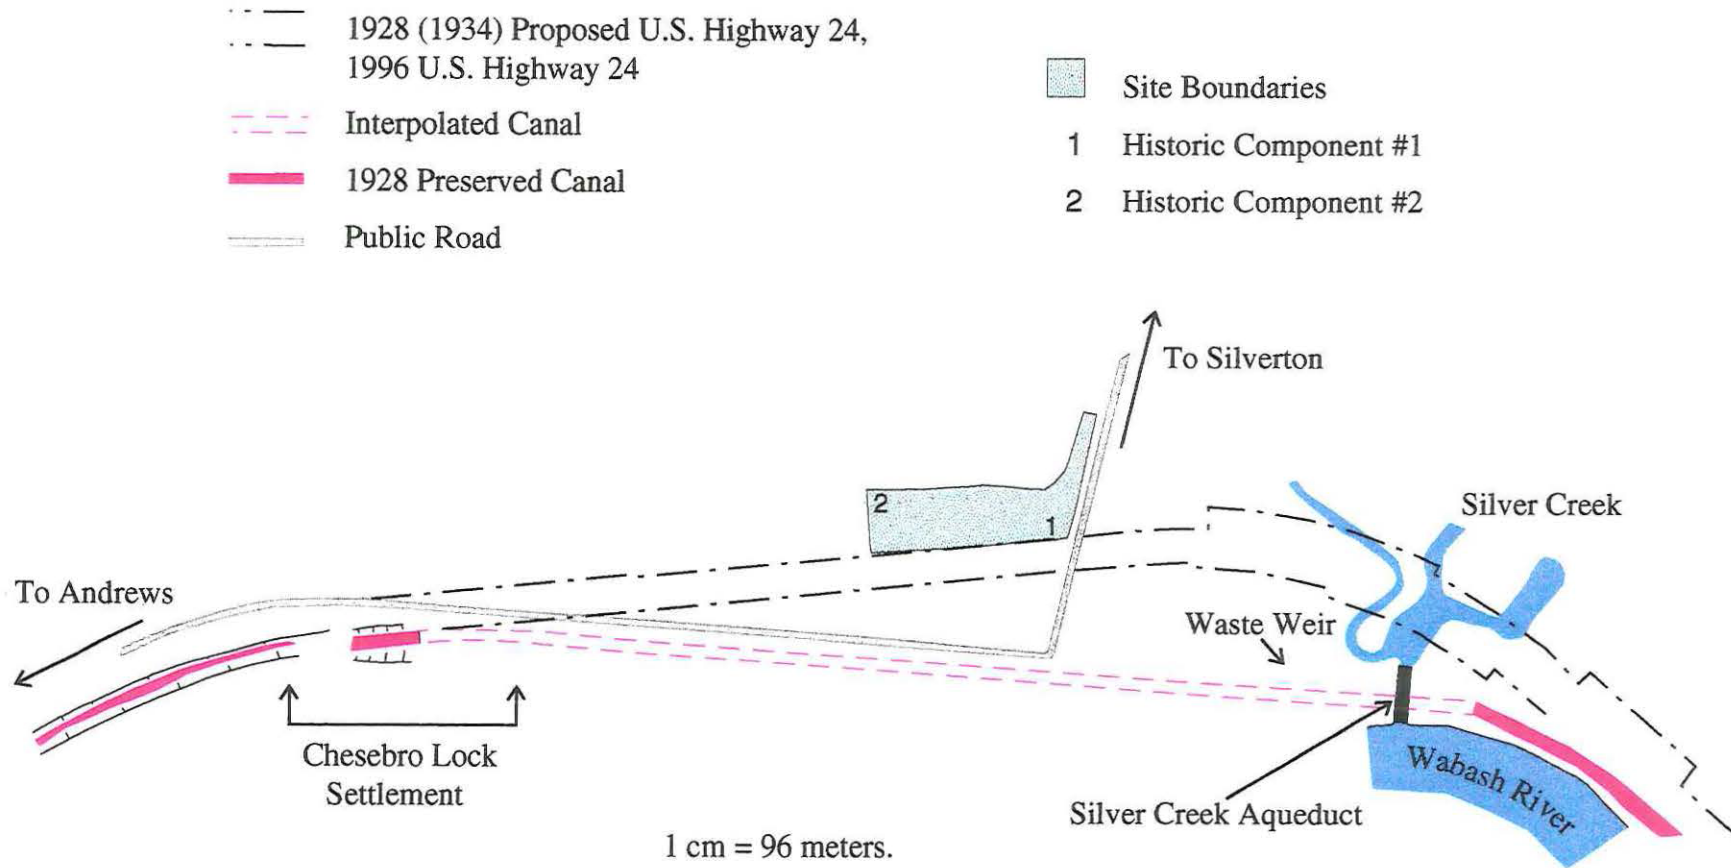 1928 (1934) Proposed U.S. Highway 24,
1996 U.S. Highway 24
Interpolated Canal
1928 Preserved Canal
Public Road
Site Boundaries
1 Historic Component #1
2 Historic Component #2
To Silverton
2
1
Silver Creek
To Andrews
Waste Weir
Chesebro Lock
Settlement
Wabash River
Silver Creek Aqueduct
1 cm = 96 meters.